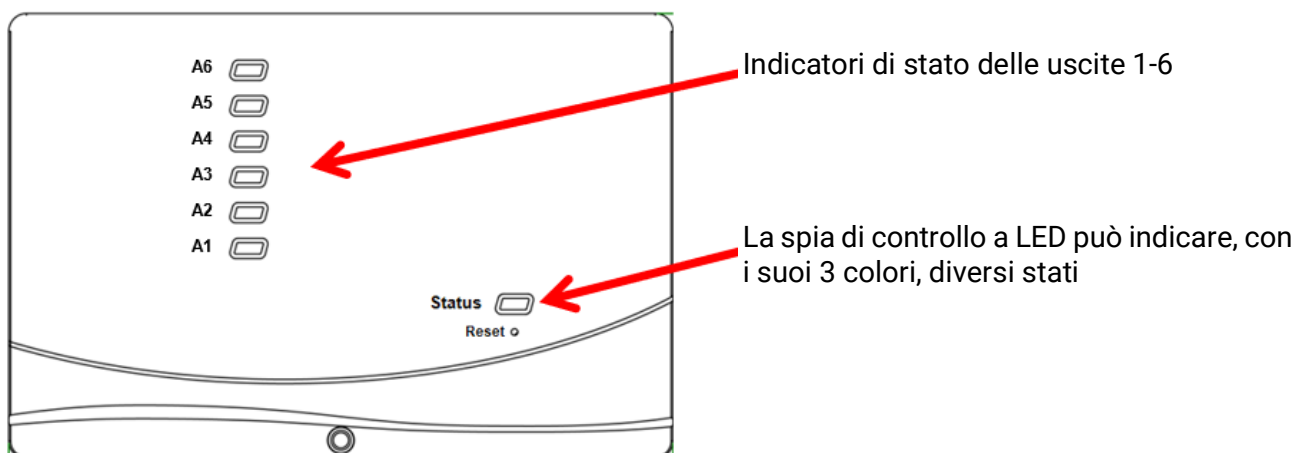 A6
A5
A4
A3
A2
A1
Indicatori di stato delle uscite 1-6
La spia di controllo a LED può indicare, con
i suoi 3 colori, diversi stati
Status
Reset